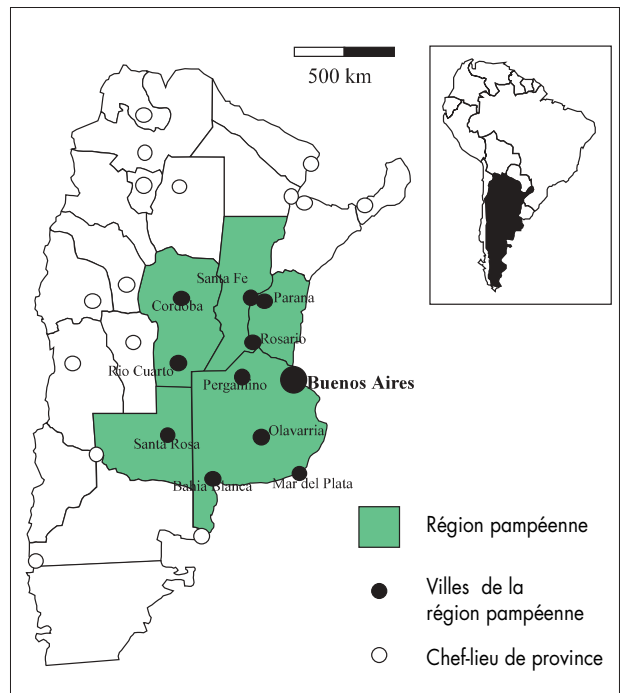 500 km
Santa Fe
Parana
Cordoba
Rosario
Rio Cuarto
Pergamino
Buenos Aires
Olavarria
Santa Rosa
Bahia Blanca
Mar del Plata
Région pampéenne
Villes de la
région pampéenne
Chef-lieu de province